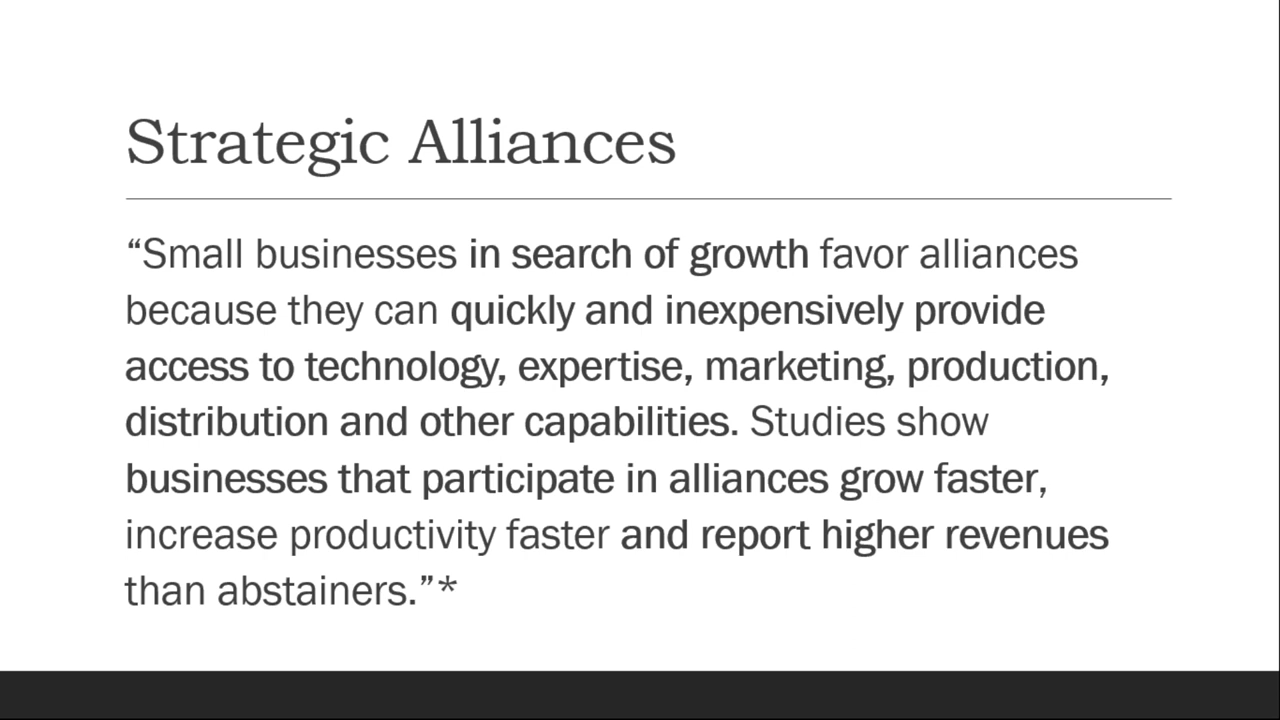 Strategic Alliances
“Small businesses in search of growth favor alliances
because they can quickly and inexpensively provide
access to technology, expertise, marketing, production,
distribution and other capabilities. Studies show
businesses that participate in alliances grow faster,
increase productivity faster and report higher revenues
than abstainers.”*